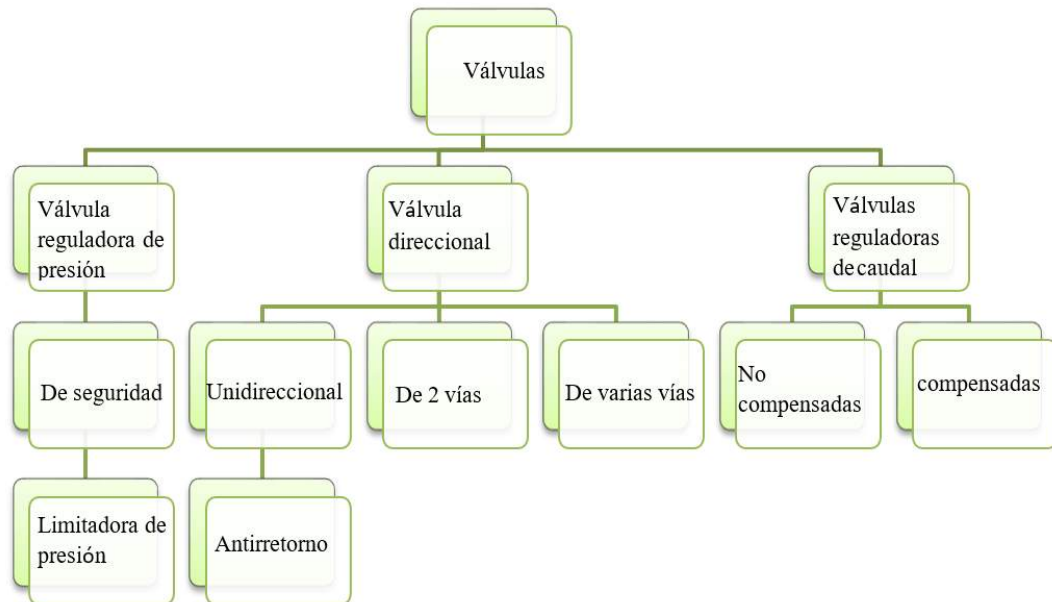 Válvulas
Válvula
reguladora de
presión
Válvula
direccional
Válvulas
reguladoras
de caudal
De seguridad
Unidireccional
De 2 vías
De varias vías
No
compensadas
compensadas
Limitadora de
presión
Antirretorno